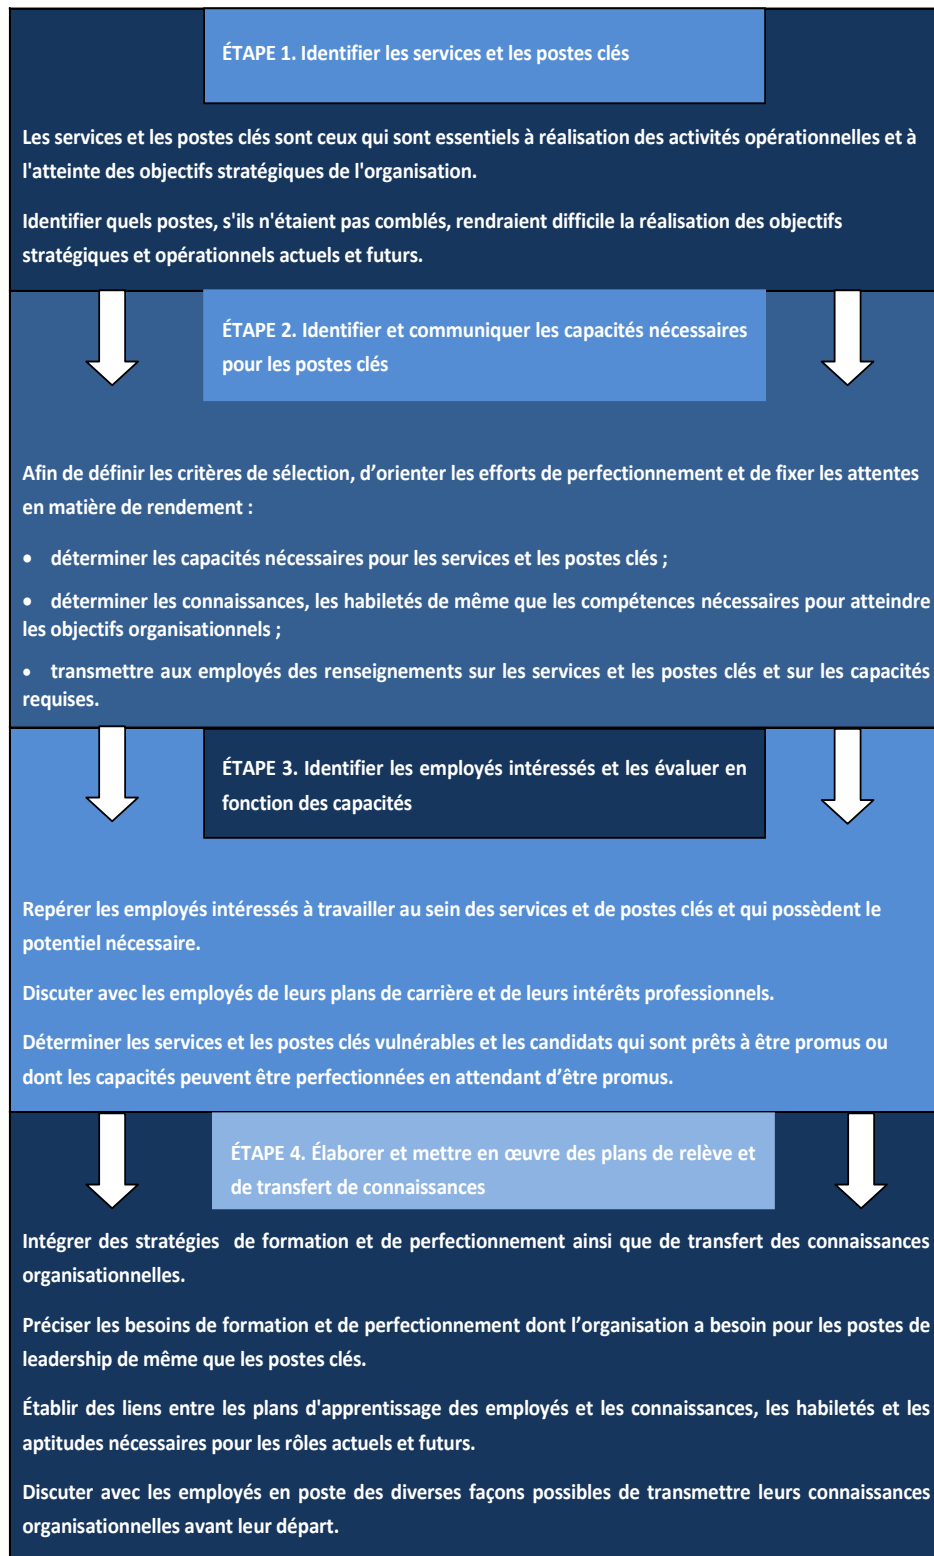 ÉTAPE 1. Identifier les services et les postes clés
Les services et les postes clés sont ceux qui sont essentiels à réalisation des activités opérationnelles et à
l'atteinte des objectifs stratégiques de l'organisation.
Identifier quels postes, s'ils n'étaient pas comblés, rendraient difficile la réalisation des objectifs
stratégiques et opérationnels actuels et futurs.
ÉTAPE 2. Identifier et communiquer les capacités nécessaires
pour les postes clés
Afin de définir les critères de sélection, d’orienter les efforts de perfectionnement et de fixer les attentes
en matière de rendement :
• déterminer les capacités nécessaires pour les services et les postes clés ;
• déterminer les connaissances, les habiletés de même que les compétences nécessaires pour atteindre
les objectifs organisationnels ;
• transmettre aux employés des renseignements sur les services et les postes clés et sur les capacités
requises.
ÉTAPE 3. Identifier les employés intéressés et les évaluer en
fonction des capacités
Repérer les employés intéressés à travailler au sein des services et de postes clés et qui possèdent le
potentiel nécessaire.
Discuter avec les employés de leurs plans de carrière et de leurs intérêts professionnels.
Déterminer les services et les postes clés vulnérables et les candidats qui sont prêts à être promus ou
dont les capacités peuvent être perfectionnées en attendant d’être promus.
ÉTAPE 4. Élaborer et mettre en œuvre des plans de relève et
de transfert de connaissances
Intégrer des stratégies de formation et de perfectionnement ainsi que de transfert des connaissances
organisationnelles.
Préciser les besoins de formation et de perfectionnement dont l’organisation a besoin pour les postes de
leadership de même que les postes clés.
Établir des liens entre les plans d'apprentissage des employés et les connaissances, les habiletés et les
aptitudes nécessaires pour les rôles actuels et futurs.
Discuter avec les employés en poste des diverses façons possibles de transmettre leurs connaissances
organisationnelles avant leur départ.